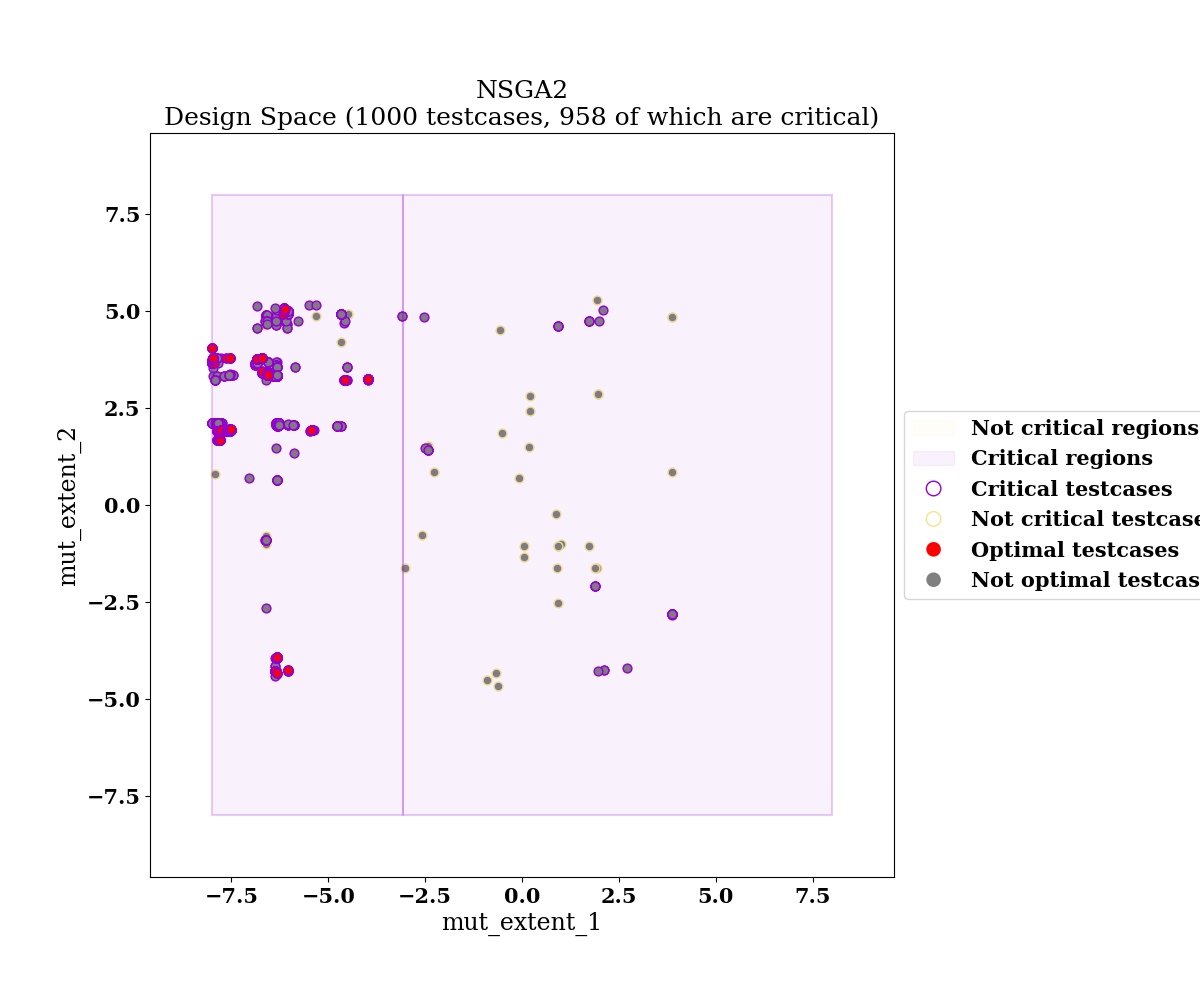 NSGA2
Design Space (1000 testcases, 958 of which are critical)
7.5
5.0
2.5
0.0
−2.5
−5.0
−7.5
mut_extent_2
−7.5 −5.0 −2.5 0.0 2.5 5.0 7.5
mut_extent_1
Not critical regions
Critical regions
Critical testcases
Not critical testcase
Optimal testcases
Not optimal testcas